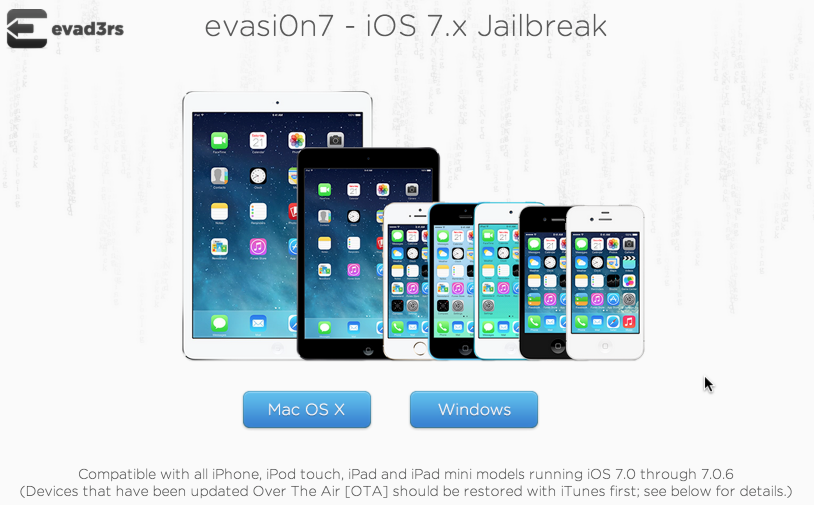 evad3rs
evasi0n7 - iOS 7.x Jailbreak
Mac OS X
Windows
Compatible with all iPhone, iPod touch, iPad and iPad mini models running iOS 7.0 through 7.0.6
(Devices that have been updated Over The Air [OTA] should be restored with iTunes first; see below for details.)